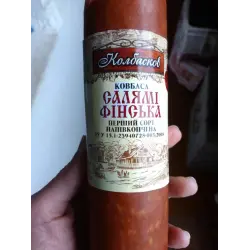 Колбасков
КОВБАСА
САЛЯМІ
ФІНСЬКА
ПЕРШИЙ СОРТ
НАПІВКОПЧЕНА